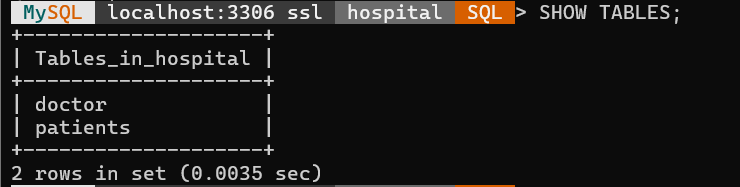 MySQL localhost:3306 ssl hospital SQL> SHOW TABLES;
+--------------------+
| Tables_in_hospital |
+--------------------+
| doctor             |
| patients           |
+--------------------+
2 rows in set (0.0035 sec)